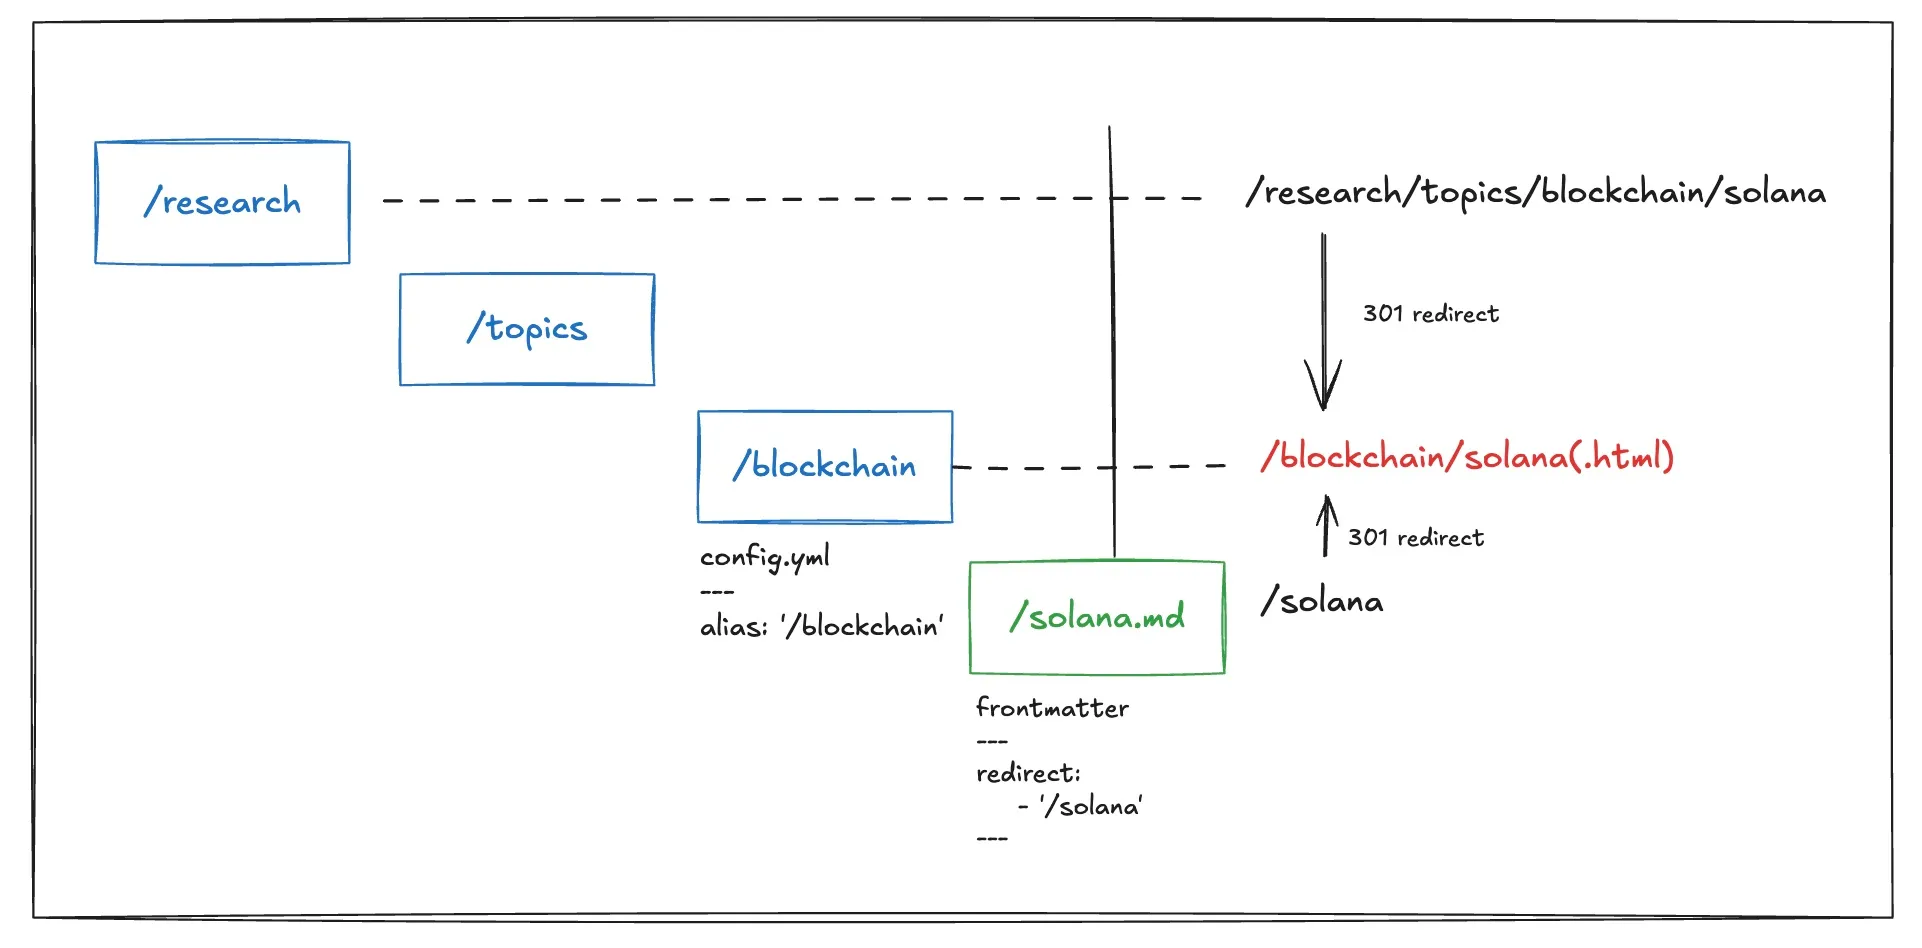 /research
/research/topics/blockchain/solana
301 redirect
/topics
/blockchain
/blockchain/solana(.html)
301 redirect
config.yml
---
alias: '/blockchain'
/solana
/solana.md
frontmatter
---
redirect:
- '/solana'
---